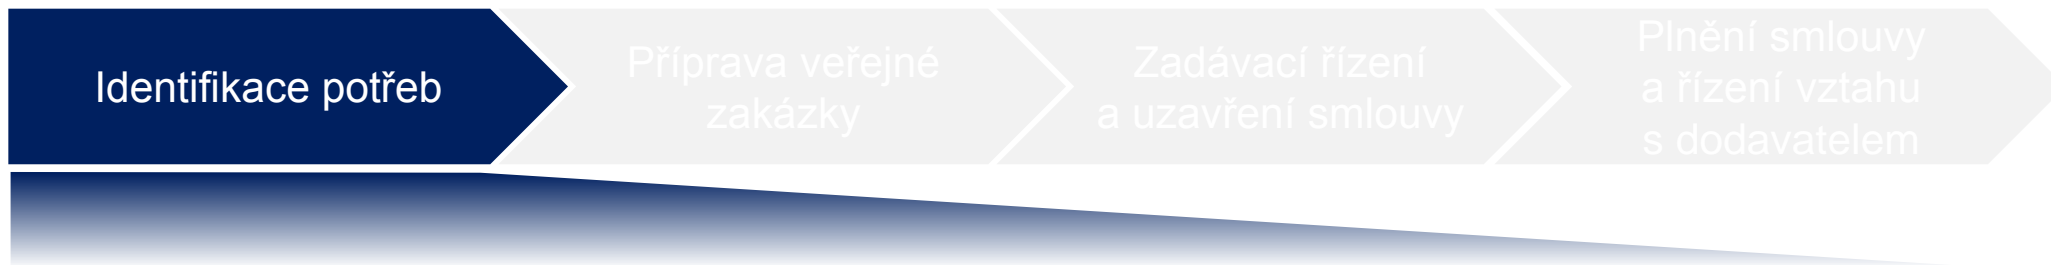 Identifikace potřeb
Příprava veřejné
zakázky
Zadávací řízení
a uzavření smlouvy
Plnění smlouvy
a řízení vztahu
s dodavatelem